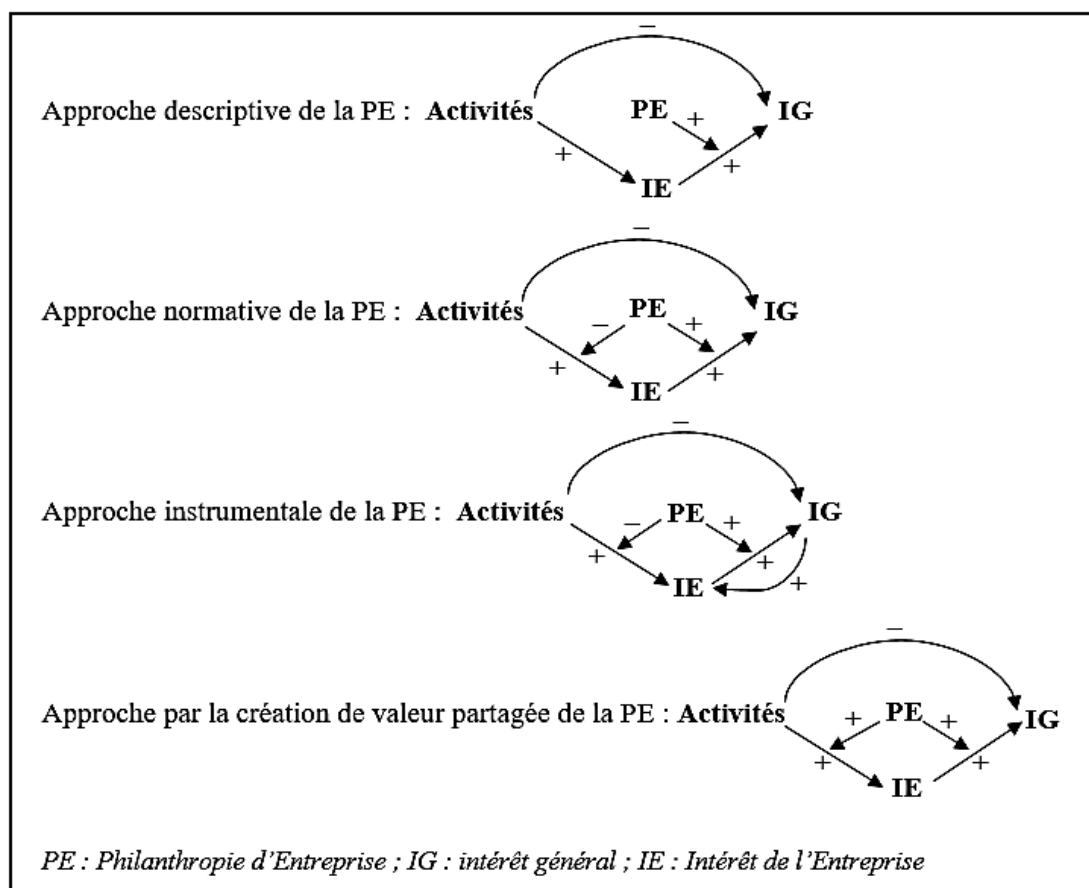 −
Approche descriptive de la PE : Activités PE + IG
+ +
IE
−
Approche normative de la PE : Activités − PE + IG
+ +
IE
−
Approche instrumentale de la PE : Activités − PE + IG
+ +
IE +
−
Approche par la création de valeur partagée de la PE : Activités + PE + IG
+ +
IE
PE : Philanthropie d’Entreprise ; IG : intérêt général ; IE : Intérêt de l’Entreprise